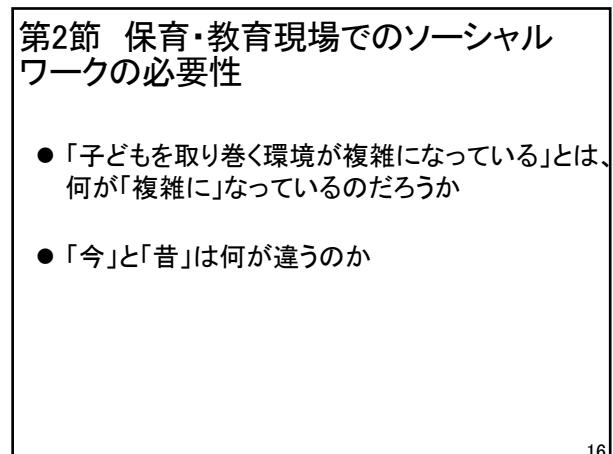 第2節　保育・教育現場でのソーシャル
ワークの必要性
● 「子どもを取り巻く環境が複雑になっている」とは、
何が「複雑に」なっているのだろうか
● 「今」と「昔」は何が違うのか
16